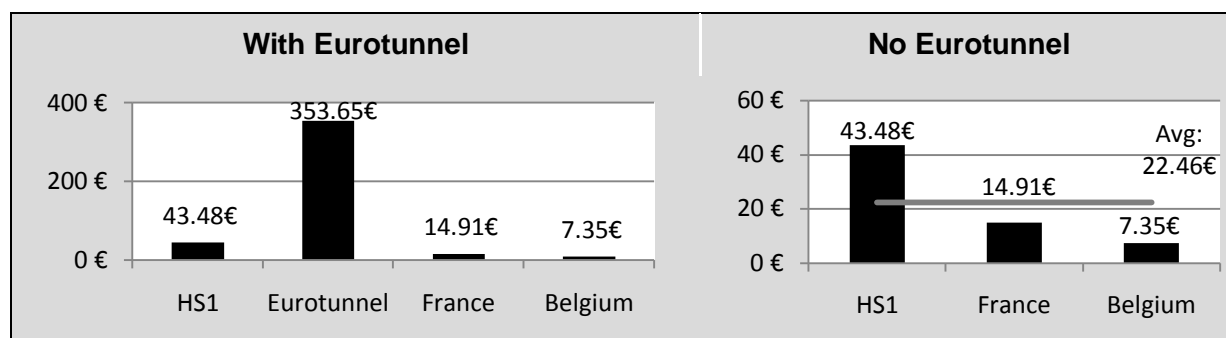 With Eurotunnel
400 €
200 €
0 €
43.48€
353.65€
14.91€
7.35€
HS1
Eurotunnel
France
Belgium
No Eurotunnel
60 €
40 €
20 €
0 €
43.48€
14.91€
7.35€
Avg:
22.46€
HS1
France
Belgium